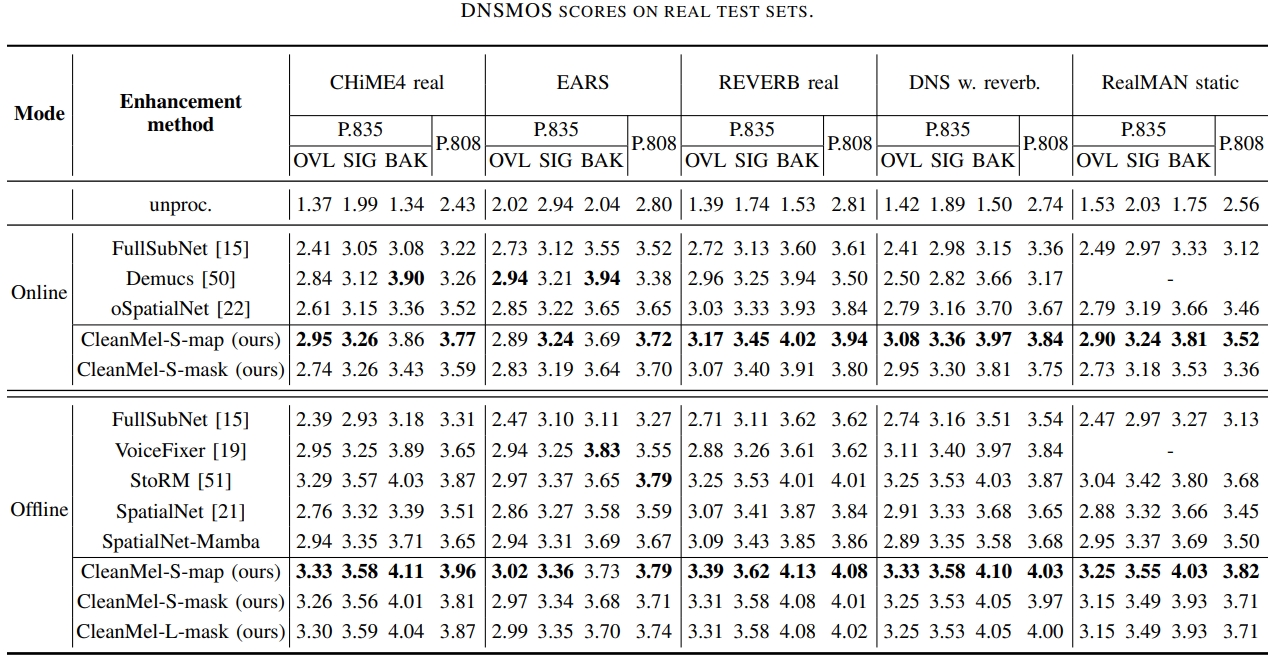 DNSMOS SCORES ON REAL TEST SETS.
Mode Enhancement method CHiME4 real EARS REVERB real DNS w. reverb. RealMAN static
P.835 P.808 P.835 P.808 P.835 P.808 P.835 P.808 P.835 P.808
OVL SIG BAK OVL SIG BAK OVL SIG BAK OVL SIG BAK OVL SIG BAK
unproc. 1.37 1.99 1.34 2.43 2.02 2.94 2.04 2.80 1.39 1.74 1.53 2.81 1.42 1.89 1.50 2.74 1.53 2.03 1.75 2.56
Online
FullSubNet [15] 2.41 3.05 3.08 3.22 2.73 3.12 3.55 3.52 2.72 3.13 3.60 3.61 2.41 2.98 3.15 3.36 2.49 2.97 3.33 3.12
Demucs [50] 2.84 3.12 3.90 3.26 2.94 3.21 3.94 3.38 2.96 3.25 3.94 3.50 2.50 2.82 3.66 3.17 -
oSpatialNet [22] 2.61 3.15 3.36 3.52 2.85 3.22 3.65 3.65 3.03 3.33 3.93 3.84 2.79 3.16 3.70 3.67 2.79 3.19 3.66 3.46
CleanMel-S-map (ours) 2.95 3.26 3.86 3.77 2.89 3.24 3.69 3.72 3.17 3.45 4.02 3.94 3.08 3.36 3.97 3.84 2.90 3.24 3.81 3.52
CleanMel-S-mask (ours) 2.74 3.26 3.43 3.59 2.83 3.19 3.64 3.70 3.07 3.40 3.91 3.80 2.95 3.30 3.81 3.75 2.73 3.18 3.53 3.36
Offline
FullSubNet [15] 2.39 2.93 3.18 3.31 2.47 3.10 3.11 3.27 2.71 3.11 3.62 3.62 2.74 3.16 3.51 3.54 2.47 2.97 3.27 3.13
VoiceFixer [19] 2.95 3.25 3.89 3.65 2.94 3.25 3.83 3.55 2.88 3.26 3.61 3.62 3.11 3.40 3.97 3.84 -
StoRM [51] 3.29 3.57 4.03 3.87 2.97 3.37 3.65 3.79 3.25 3.53 4.01 4.01 3.25 3.53 4.03 3.87 3.04 3.42 3.80 3.68
SpatialNet [21] 2.76 3.32 3.39 3.51 2.86 3.27 3.58 3.59 3.07 3.41 3.87 3.84 2.91 3.33 3.68 3.65 2.88 3.32 3.66 3.45
SpatialNet-Mamba 2.94 3.35 3.71 3.65 2.94 3.31 3.69 3.67 3.09 3.43 3.85 3.86 2.89 3.35 3.58 3.68 2.95 3.37 3.69 3.50
CleanMel-S-map (ours) 3.33 3.58 4.11 3.96 3.02 3.36 3.73 3.79 3.39 3.62 4.13 4.08 3.33 3.58 4.10 4.03 3.25 3.55 4.03 3.82
CleanMel-S-mask (ours) 3.26 3.56 4.01 3.81 2.97 3.34 3.68 3.71 3.31 3.58 4.08 4.01 3.25 3.53 4.05 3.97 3.15 3.49 3.93 3.71
CleanMel-L-mask (ours) 3.30 3.59 4.04 3.87 2.99 3.35 3.70 3.74 3.31 3.58 4.08 4.02 3.25 3.53 4.05 4.00 3.15 3.49 3.93 3.71